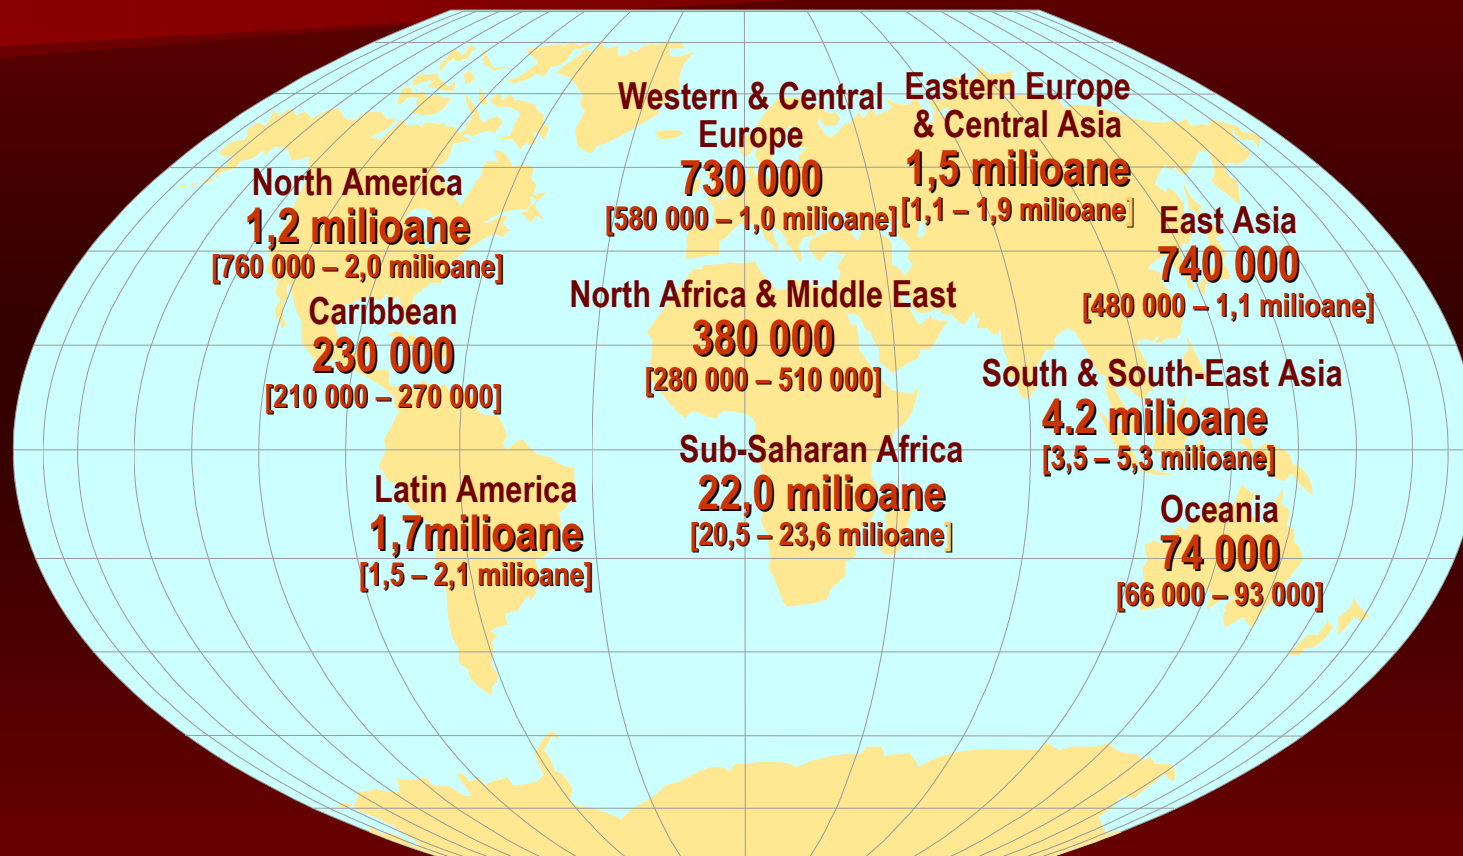 Western & Central
Europe
730 000
[580 000 – 1,0 milioane]
Eastern Europe
& Central Asia
1,5 milioane
[1,1 – 1,9 milioane]
North America
1,2 milioane
[760 000 – 2,0 milioane]
East Asia
740 000
[480 000 – 1,1 milioane]
Caribbean
230 000
[210 000 – 270 000]
North Africa & Middle East
380 000
[280 000 – 510 000]
South & South-East Asia
4.2 milioane
[3,5 – 5,3 milioane]
Sub-Saharan Africa
22,0 milioane
[20,5 – 23,6 milioane]
Latin America
1,7milioane
[1,5 – 2,1 milioane]
Oceania
74 000
[66 000 – 93 000]